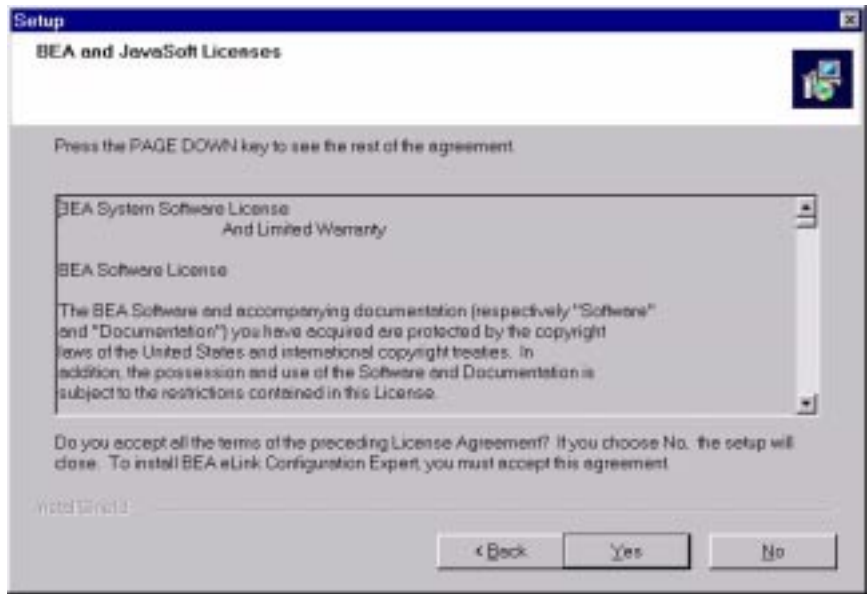 Setup
BEA and JavaSoft Licenses
Press the PAGE DOWN key to see the rest of the agreement.
BEA System Software License
And Limited Warranty
BEA Software License
The BEA Software and accompanying documentation (respectively "Software"
and "Documentation") you have acquired are protected by the copyright
laws of the United States and international copyright treaties. In
addition, the possession and use of the Software and Documentation is
subject to the restrictions contained in this License.
Do you accept all the terms of the preceding License Agreement? If you choose No, the setup will
close. To install BEA eLink Configuration Expert, you must accept this agreement.
InstallShield
< Back
Yes
No